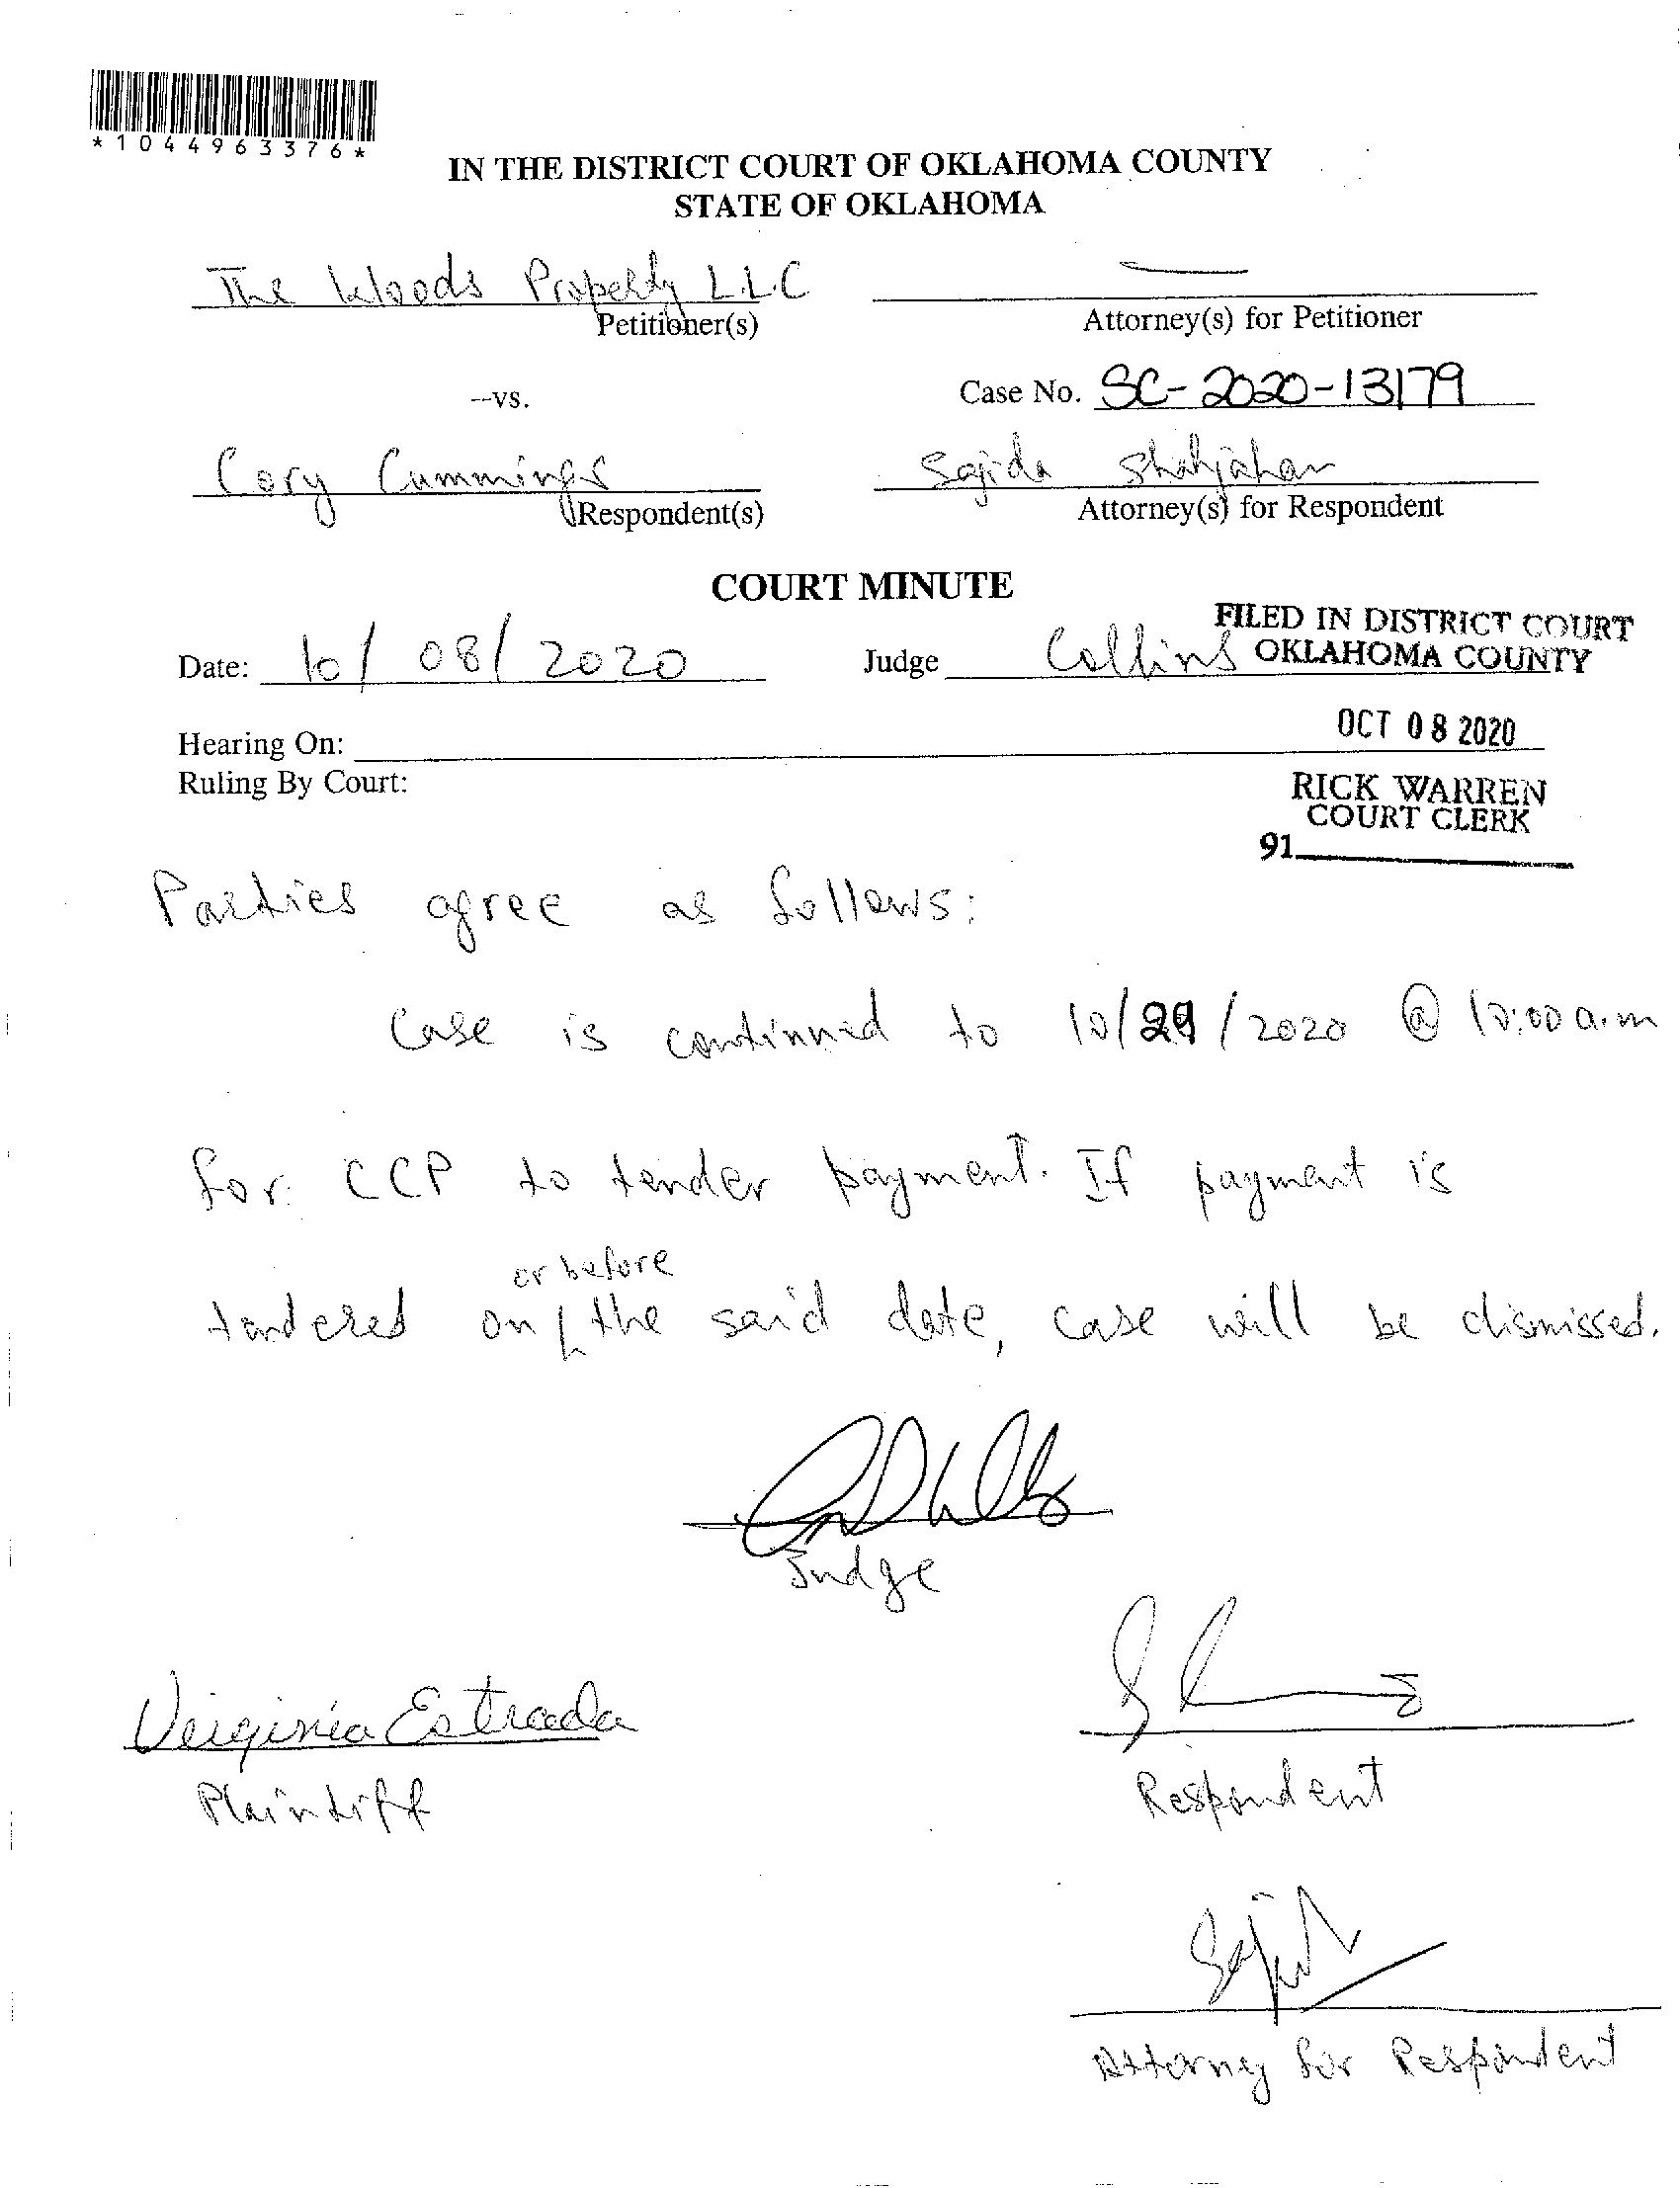 *1044963376*
IN THE DISTRICT COURT OF OKLAHOMA COUNTY
STATE OF OKLAHOMA
The Woods Property L.L.C
Petitioner(s)
Attorney(s) for Petitioner
--vs.
Case No. SC-2020-13179
Cory Cummings
Respondent(s)
Sajida Shahjahan
Attorney(s) for Respondent
COURT MINUTE
FILED IN DISTRICT COURT
OKLAHOMA COUNTY
Date: 10/08/2020
Judge Collins
OCT 08 2020
Hearing On:
Ruling By Court:
RICK WARREN
COURT CLERK
91
Parties agree as follows:
Case is continued to 10/29/2020 @ 10:00 a.m
for CCP to tender payment. If payment is
or before
tendered on the said date, case will be dismissed.
Judge
Virginia Estrada
Plaintiff
Respondent
Attorney for Respondent